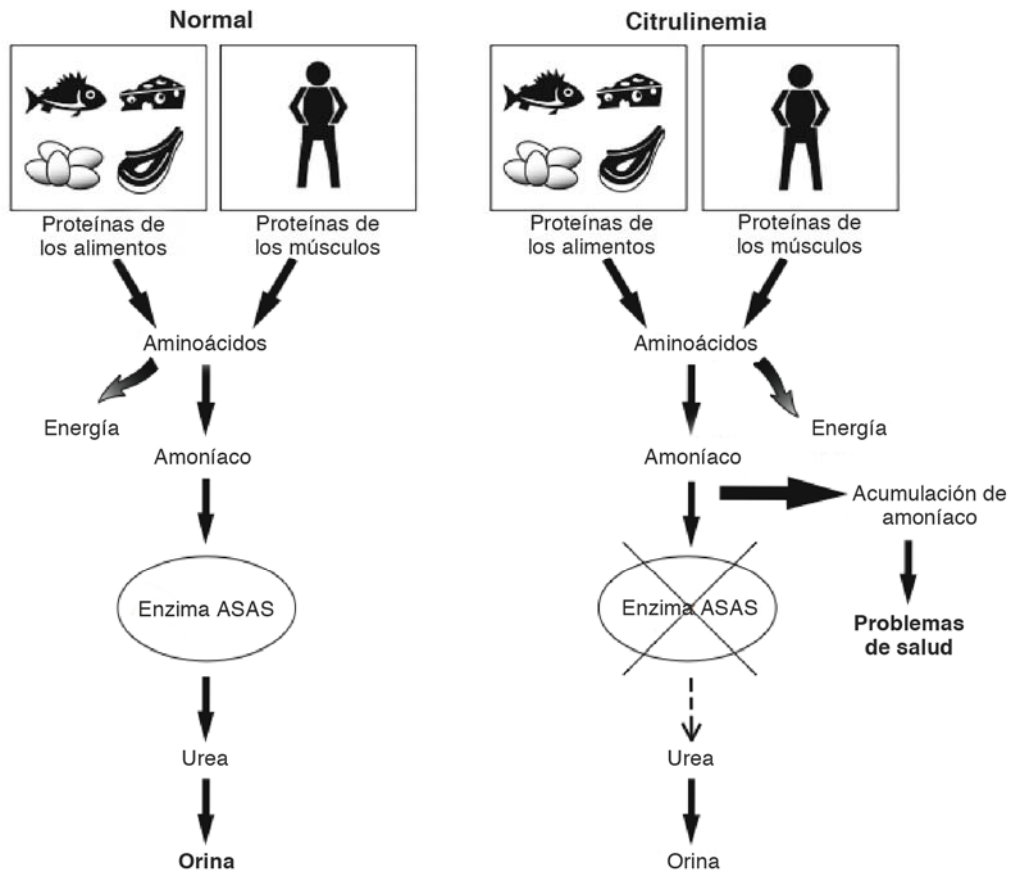 Normal
Proteínas de
los alimentos
Proteínas de
los músculos
Aminoácidos
Energía
Amoníaco
Enzima ASAS
Urea
Orina
Citrulinemia
Proteínas de
los alimentos
Proteínas de
los músculos
Aminoácidos
Energía
Amoníaco
Acumulación de
amoníaco
Enzima ASAS
Problemas
de salud
Urea
Orina